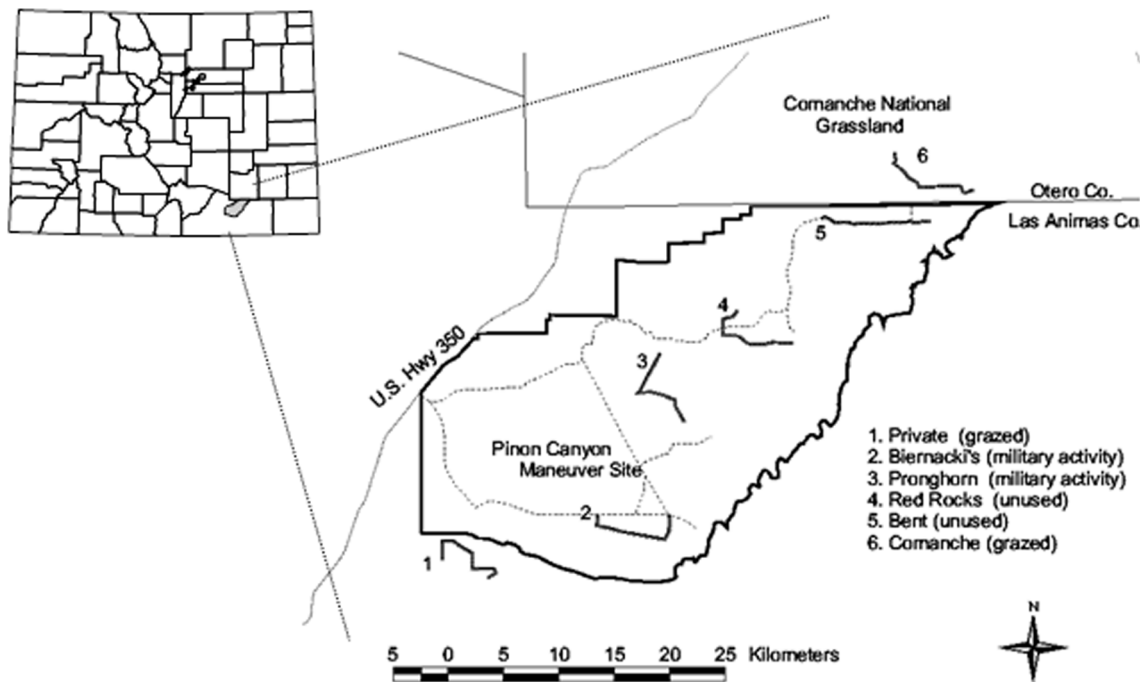 Comanche National
Grassland
6
Otero Co.
Las Animas Co.
5
4
U.S. Hwy 350
3
Pinon Canyon
Maneuver Site
1. Private (grazed)
2. Biernacki's (military activity)
3. Pronghorn (military activity)
4. Red Rocks (unused)
5. Bent (unused)
6. Comanche (grazed)
2
1
N
5 0 5 10 15 20 25 Kilometers